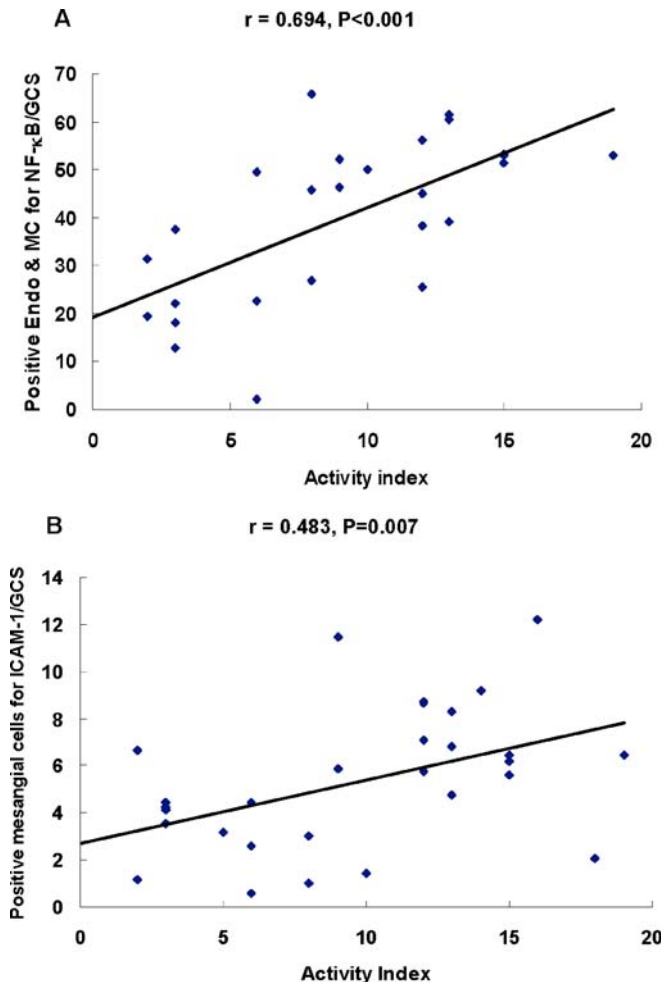 A
r = 0.694, P<0.001
Positive Endo & MC for NF-κB/GCS
70
60
50
40
30
20
10
0
0 5 10 15 20
Activity index
B
r = 0.483, P=0.007
Positive mesangial cells for ICAM-1/GCS
14
12
10
8
6
4
2
0
0 5 10 15 20
Activity Index